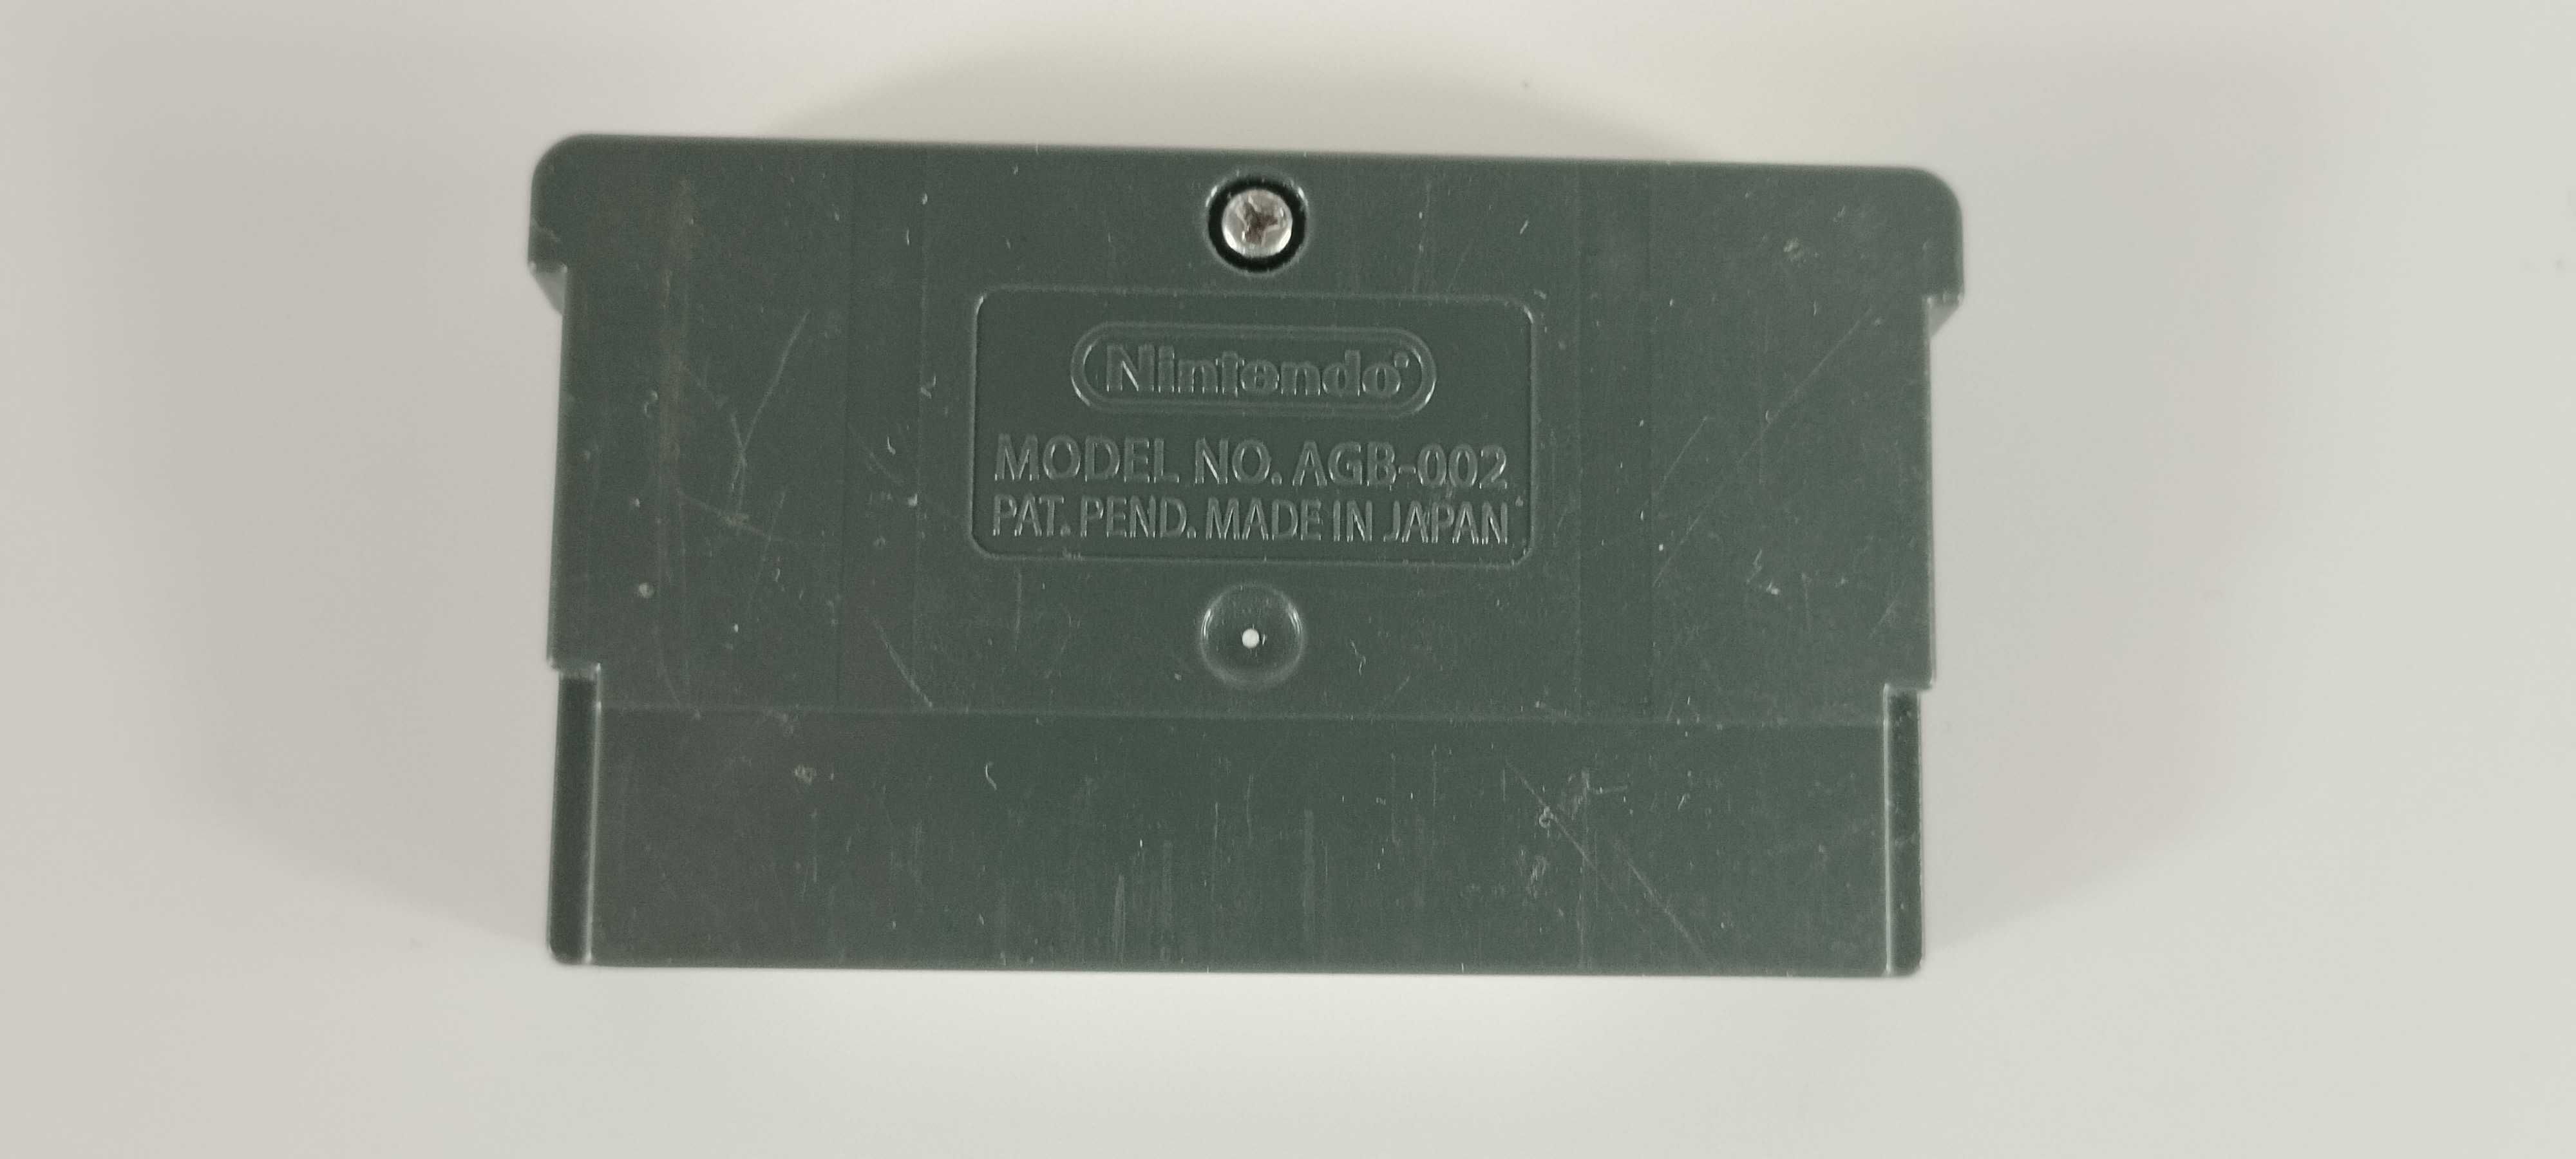 Nintendo®
MODEL NO. AGB-002
PAT. PEND. MADE IN JAPAN